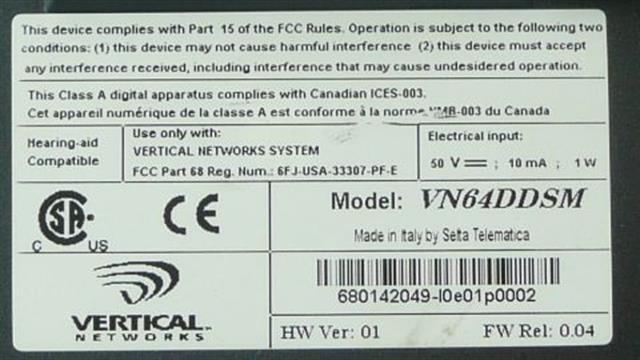 This device complies with Part 15 of the FCC Rules. Operation is subject to the following two
conditions: (1) this device may not cause harmful interference (2) this device must accept
any interference received, including interference that may cause undesidered operation.
This Class A digital apparatus complies with Canadian ICES-003.
Cet appareil numérique de la classe A est conforme à la norme NMB-003 du Canada
Hearing-aid
Compatible
Use only with:
VERTICAL NETWORKS SYSTEM
FCC Part 68 Reg. Num.: 6FJ-USA-33307-PF-E
Electrical input:
50 V ; 10 mA ; 1 W
CSA
C US
CE
Model: VN64DDSM
Made in Italy by Selta Telematica
680142049-I0e01p0002
VERTICAL
NETWORKS
HW Ver: 01 FW Rel: 0.04